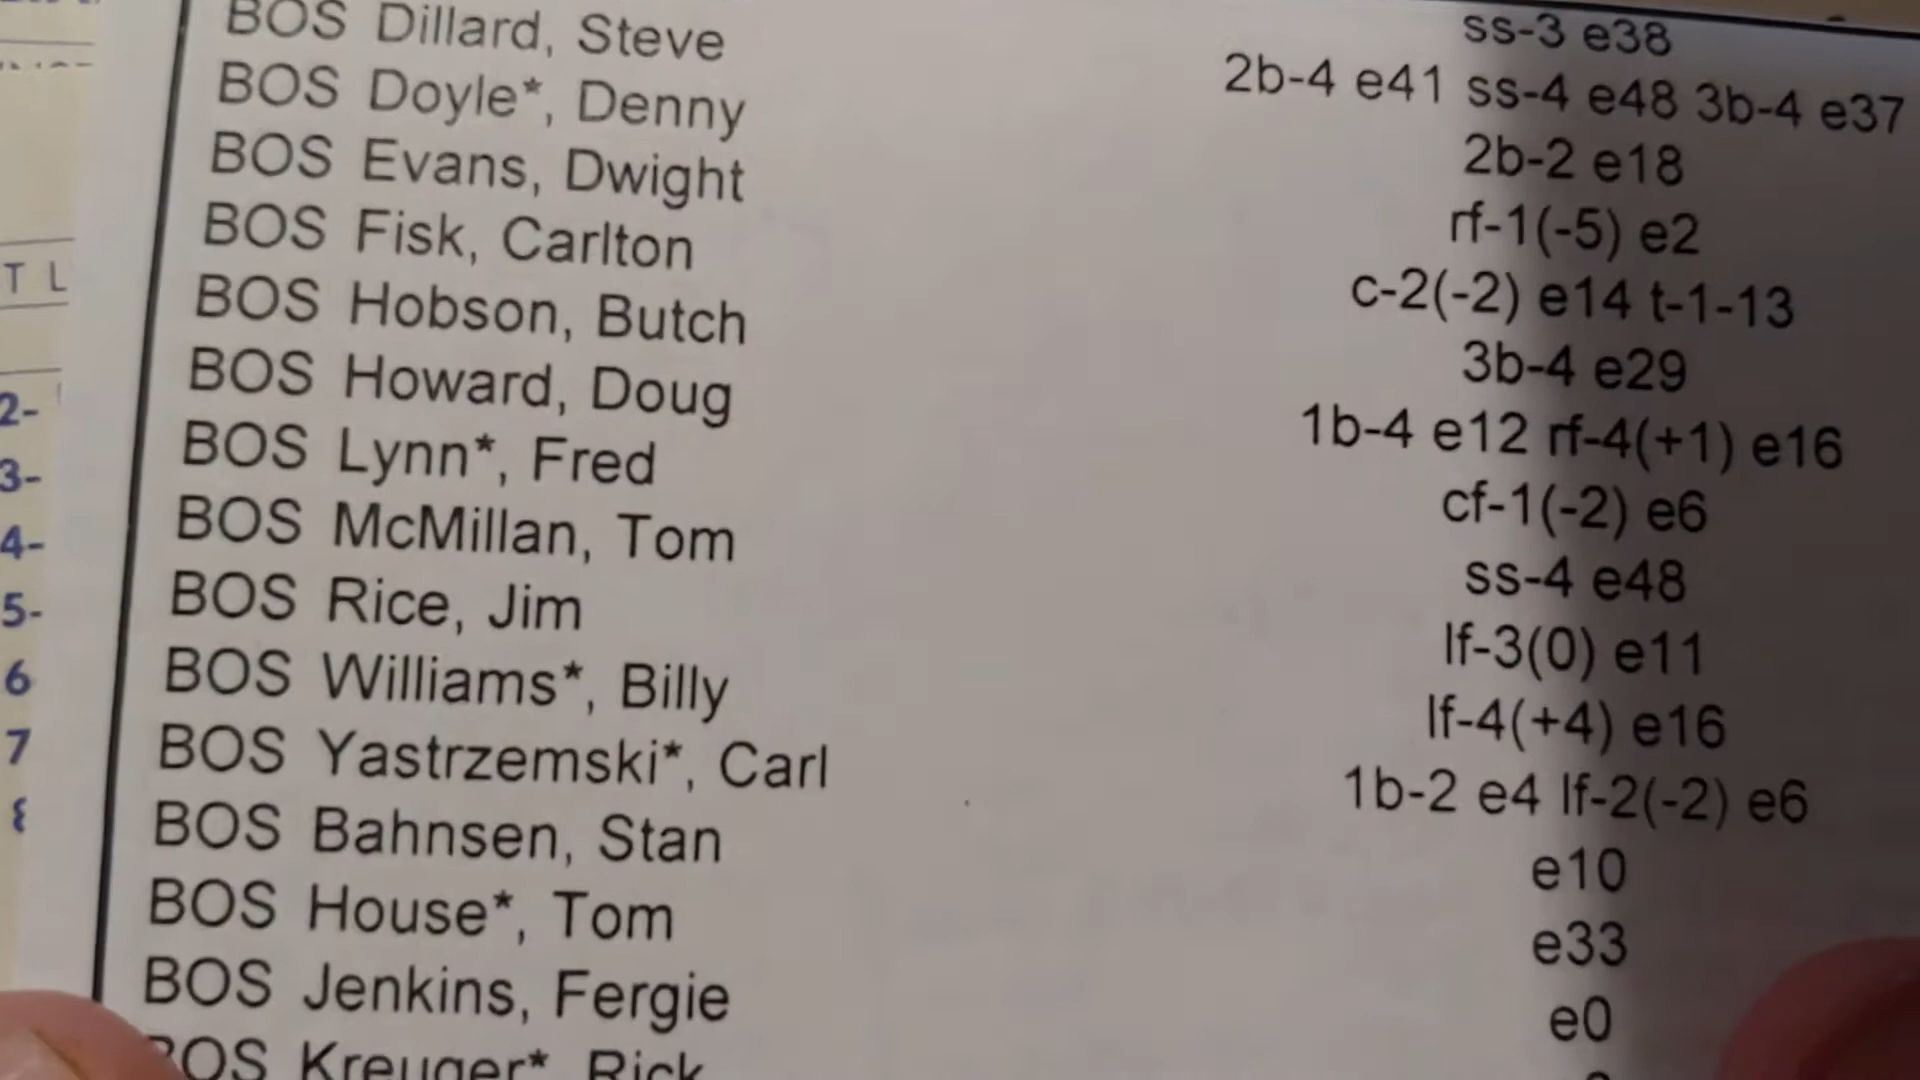 ss-3 e38
BOS Dillard, Steve 2b-4 e41 ss-4 e48 3b-4 e37
BOS Doyle*, Denny 2b-2 e18
BOS Evans, Dwight rf-1(-5) e2
BOS Fisk, Carlton c-2(-2) e14 t-1-13
BOS Hobson, Butch 3b-4 e29
BOS Howard, Doug 1b-4 e12 rf-4(+1) e16
BOS Lynn*, Fred cf-1(-2) e6
BOS McMillan, Tom ss-4 e48
BOS Rice, Jim lf-3(0) e11
BOS Williams*, Billy lf-4(+4) e16
BOS Yastrzemski*, Carl 1b-2 e4 lf-2(-2) e6
BOS Bahnsen, Stan e10
BOS House*, Tom e33
BOS Jenkins, Fergie e0
BOS Kreuger*, Rick
T L
2-
3-
4-
5-
6
7